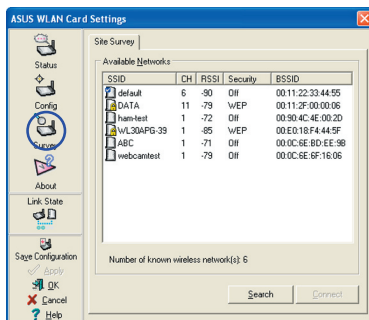 ASUS WLAN Card Settings
Status
Config
Survey
About
Link State
Save Configuration
Apply
OK
Cancel
Help
Site Survey
Available Networks
SSID CH RSSI Security BSSID
default 6 -90 Off 00:11:22:33:44:55
DATA 11 -79 WEP 00:11:2F:00:00:06
ham-test 1 -72 Off 00:90:4C:4E:00:2D
WL30APG-39 1 -85 WEP 00:E0:18:F4:44:5F
ABC 1 -71 Off 00:0C:6E:BD:EE:9B
webcamtest 1 -79 Off 00:0C:6E:6F:16:06
Number of known wireless network(s): 6
Search
Connect